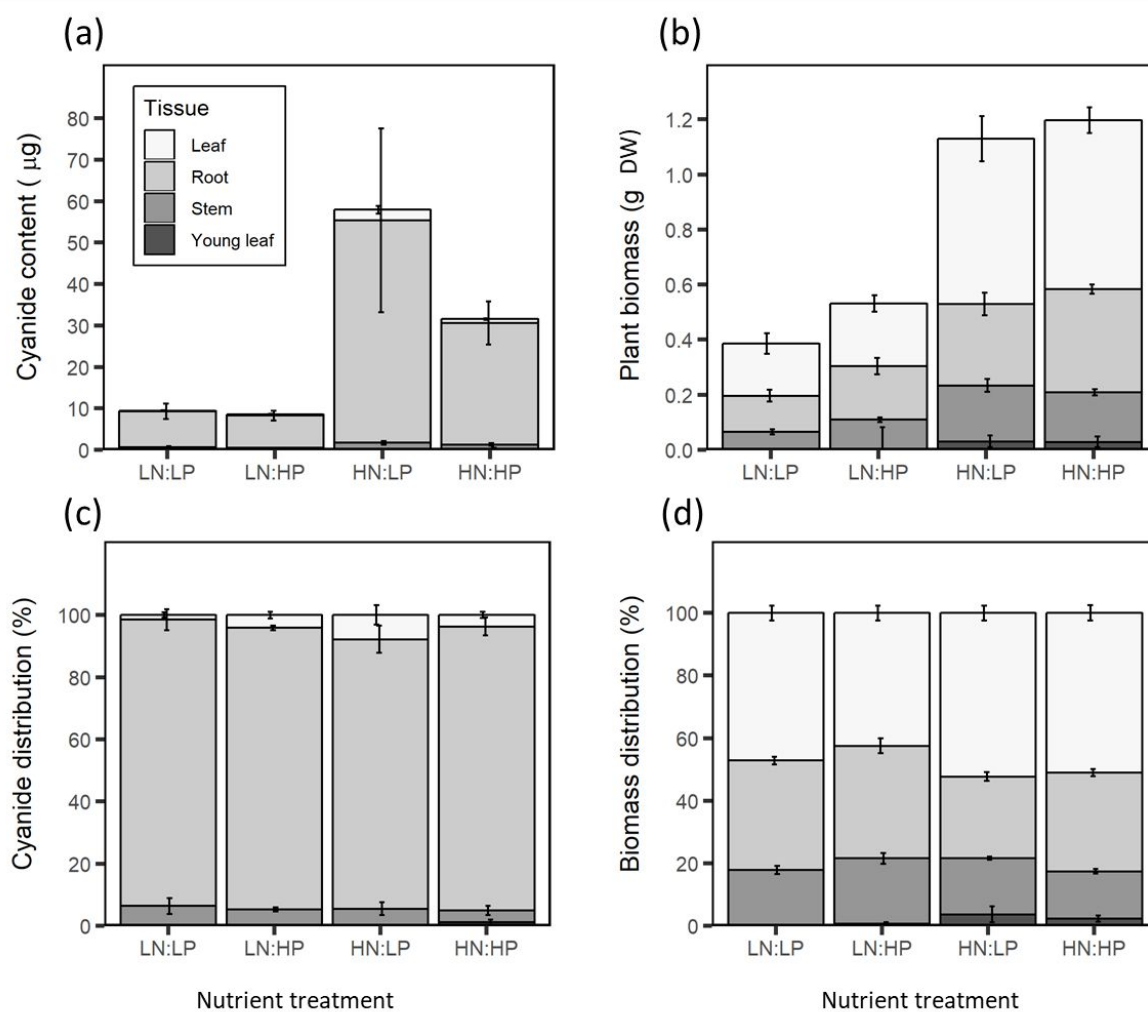 (a)
Cyanide content ( μg)
80
70
60
50
40
30
20
10
0
Tissue
Leaf
Root
Stem
Young leaf
LN:LP LN:HP HN:LP HN:HP
(b)
Plant biomass (g DW)
1.2
1.0
0.8
0.6
0.4
0.2
0.0
LN:LP LN:HP HN:LP HN:HP
(c)
Cyanide distribution (%)
100
80
60
40
20
0
LN:LP LN:HP HN:LP HN:HP
Nutrient treatment
(d)
Biomass distribution (%)
100
80
60
40
20
0
LN:LP LN:HP HN:LP HN:HP
Nutrient treatment